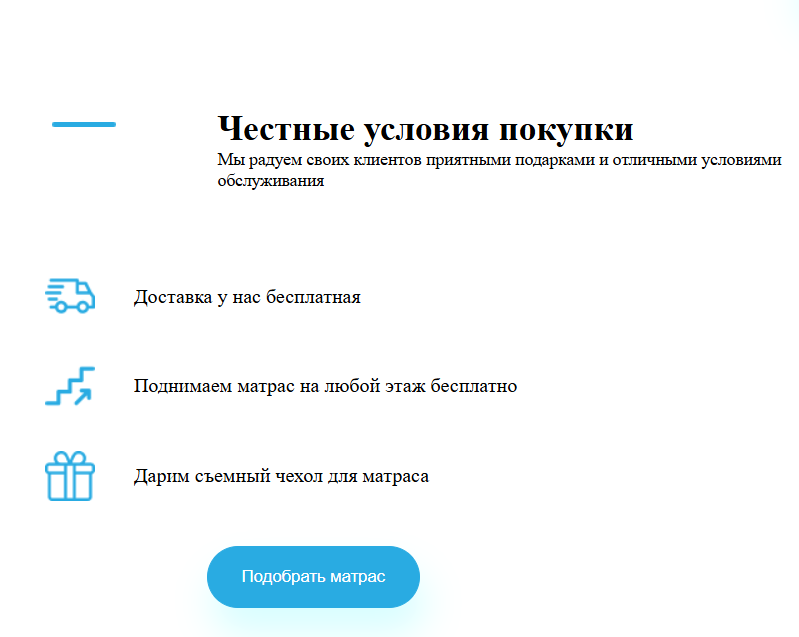 Честные условия покупки
Мы радуем своих клиентов приятными подарками и отличными условиями
обслуживания
Доставка у нас бесплатная
Поднимаем матрас на любой этаж бесплатно
Дарим съемный чехол для матраса
Подобрать матрас